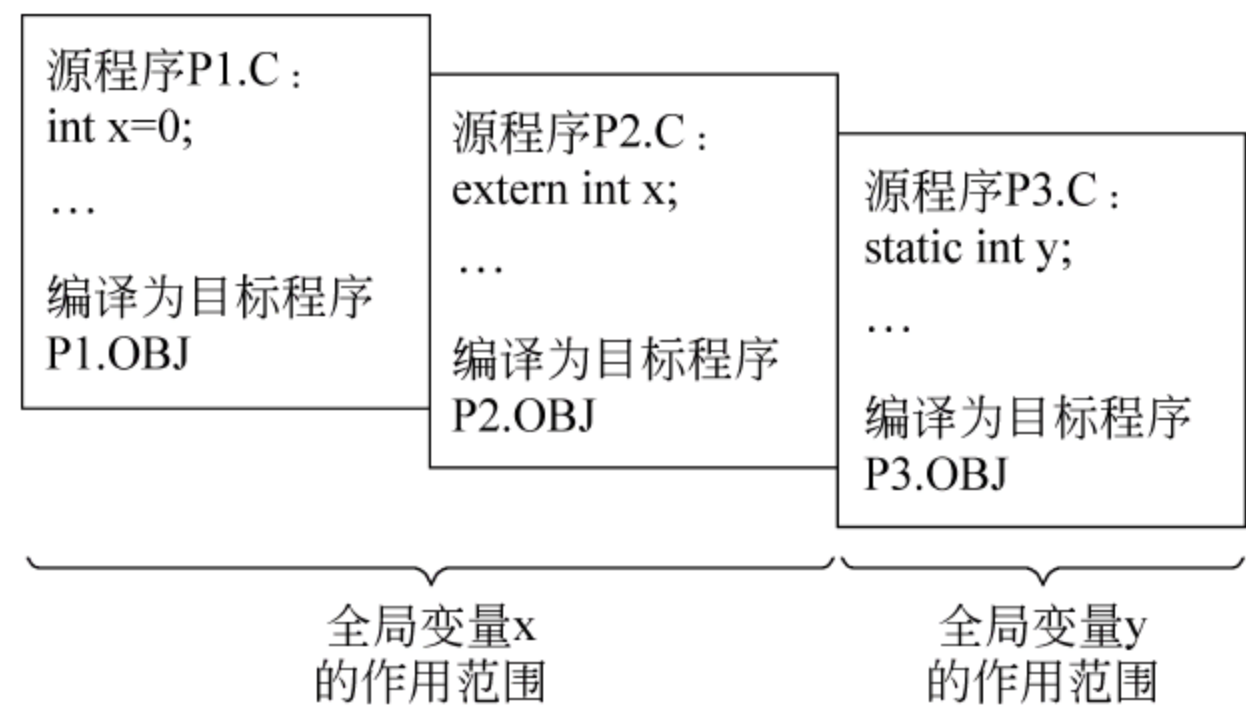 源程序P1.C：
int x=0;
…
编译为目标程序
P1.OBJ
源程序P2.C：
extern int x;
…
编译为目标程序
P2.OBJ
源程序P3.C：
static int y;
…
编译为目标程序
P3.OBJ
全局变量x
的作用范围
全局变量y
的作用范围